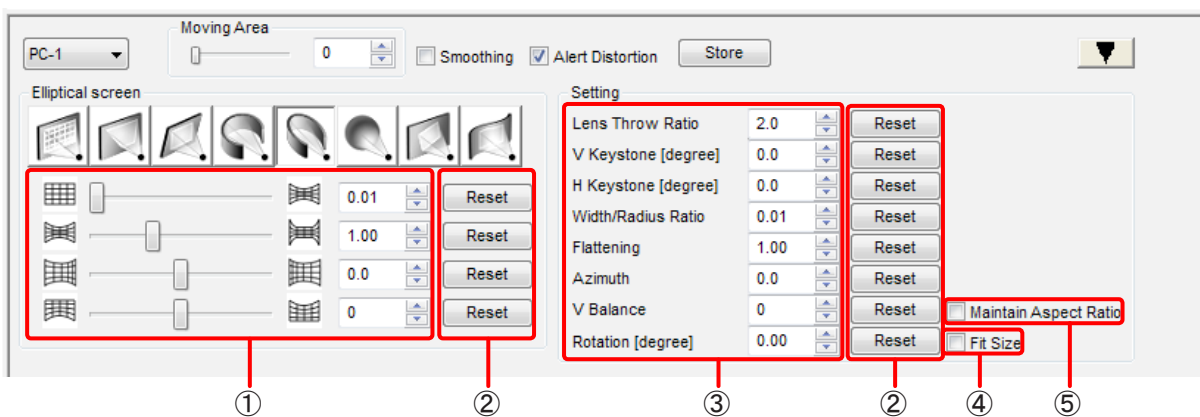 Moving Area
PC-1 0 Smoothing Alert Distortion Store
Elliptical screen
0.01 Reset
1.00 Reset
0.0 Reset
0 Reset
Setting
Lens Throw Ratio 2.0 Reset
V Keystone [degree] 0.0 Reset
H Keystone [degree] 0.0 Reset
Width/Radius Ratio 0.01 Reset
Flattening 1.00 Reset
Azimuth 0.0 Reset
V Balance 0 Reset Maintain Aspect Ratio
Rotation [degree] 0.00 Reset Fit Size
① ② ③ ② ④ ⑤